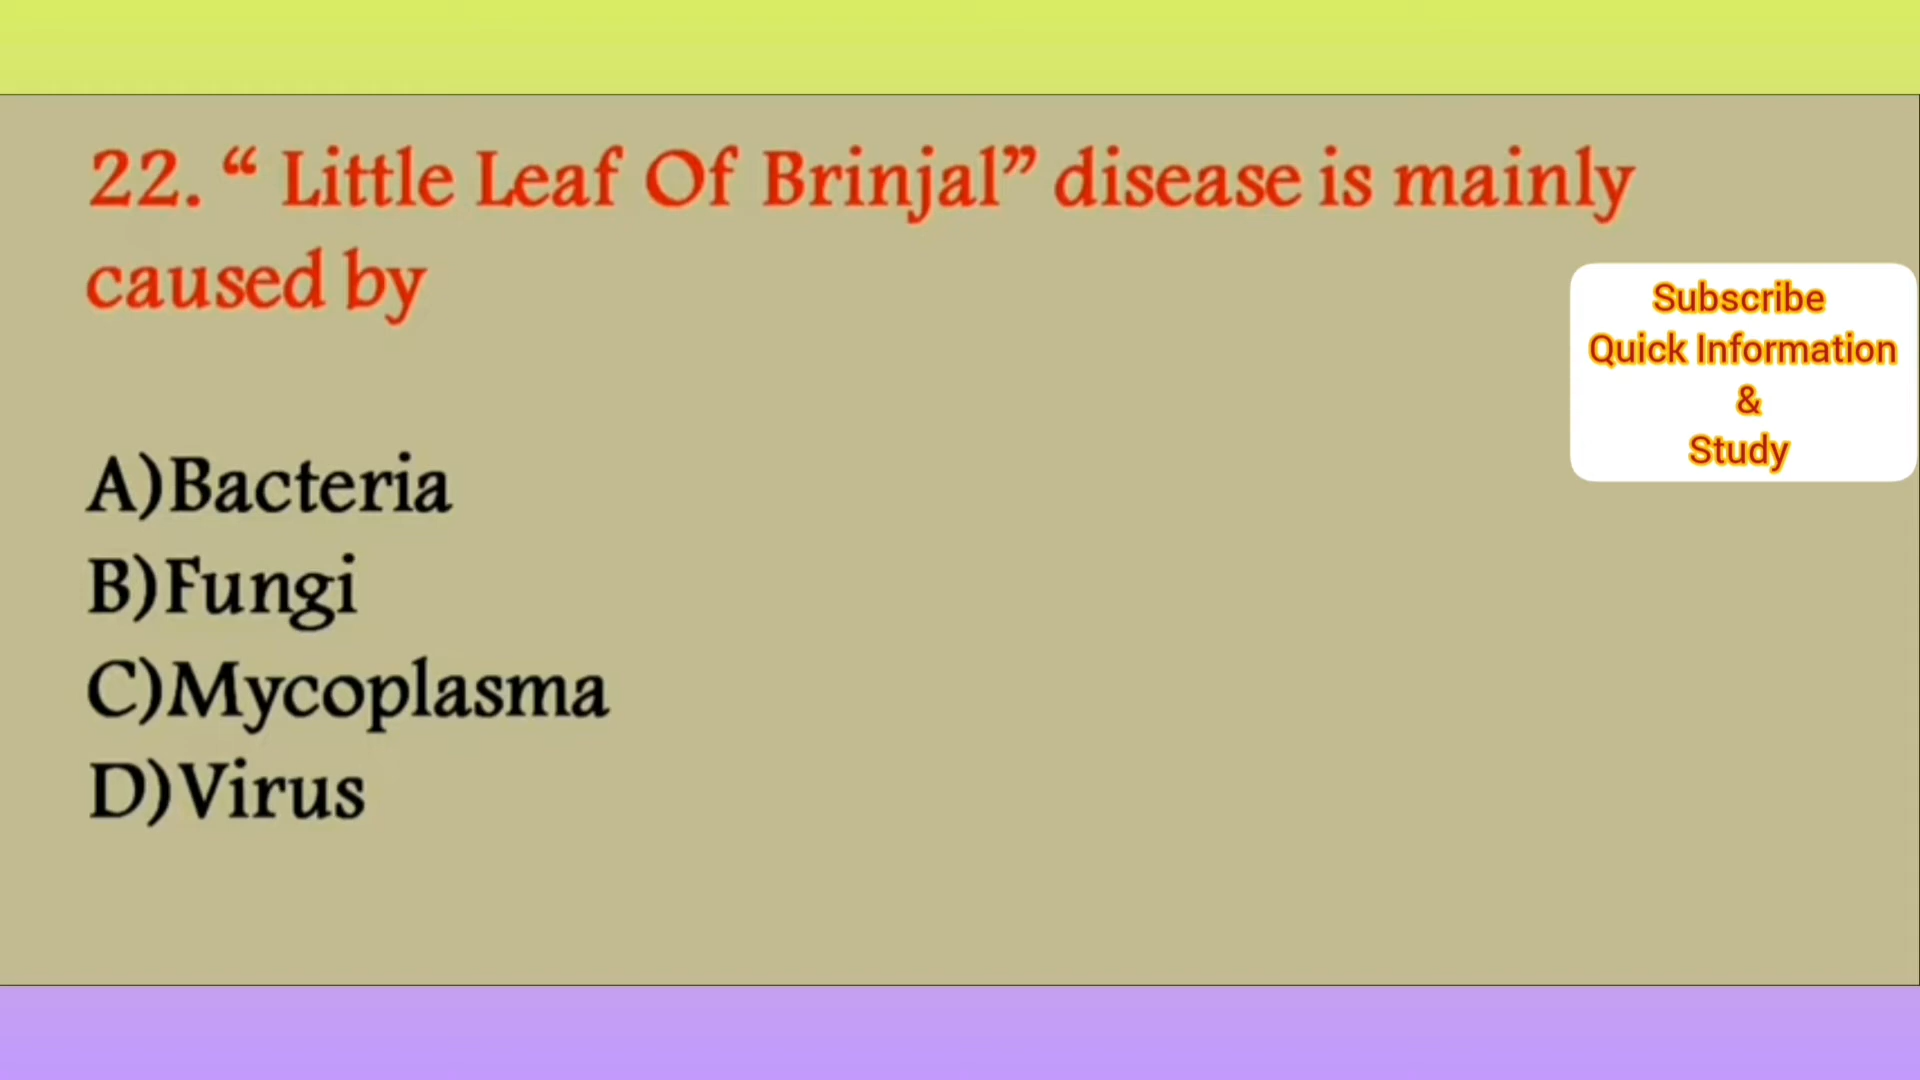 22. “ Little Leaf Of Brinjal” disease is mainly
caused by
Subscribe
Quick Information
&
Study
A)Bacteria
B)Fungi
C)Mycoplasma
D)Virus